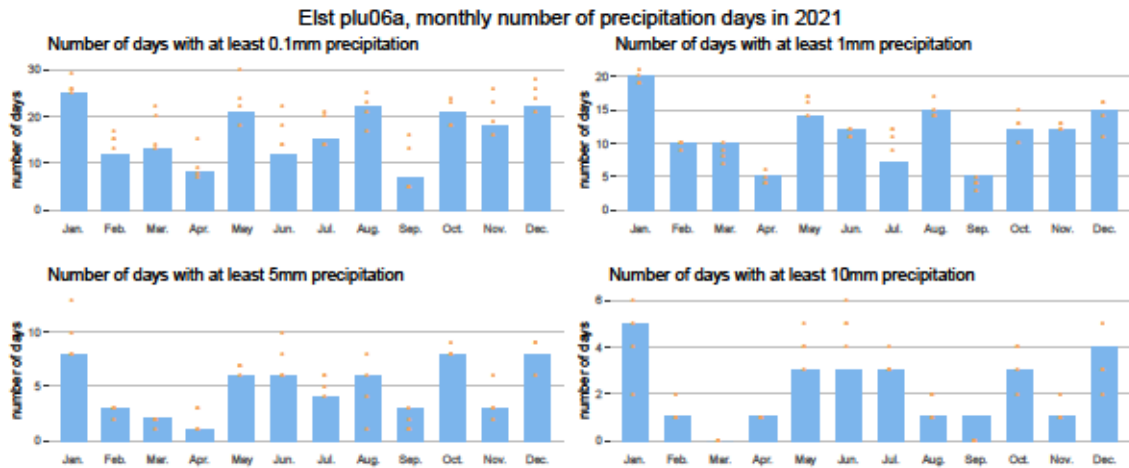 Elst plu06a, monthly number of precipitation days in 2021
Number of days with at least 0.1mm precipitation
number of days
30
20
10
0
Jan. Feb. Mar. Apr. May Jun. Jul. Aug. Sep. Oct. Nov. Dec.
Number of days with at least 1mm precipitation
number of days
20
15
10
5
0
Jan. Feb. Mar. Apr. May Jun. Jul. Aug. Sep. Oct. Nov. Dec.
Number of days with at least 5mm precipitation
number of days
10
5
0
Jan. Feb. Mar. Apr. May Jun. Jul. Aug. Sep. Oct. Nov. Dec.
Number of days with at least 10mm precipitation
number of days
6
4
2
0
Jan. Feb. Mar. Apr. May Jun. Jul. Aug. Sep. Oct. Nov. Dec.